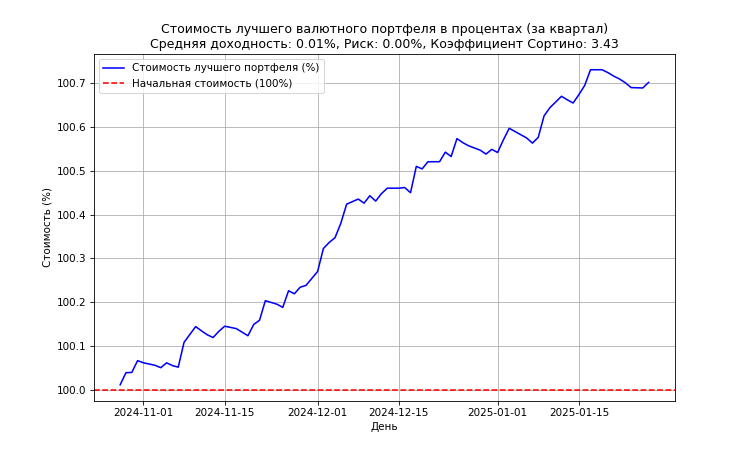 Стоимость лучшего валютного портфеля в процентах (за квартал)
Средняя доходность: 0.01%, Риск: 0.00%, Коэффициент Сортино: 3.43
Стоимость лучшего портфеля (%)
Начальная стоимость (100%)
Стоимость (%)
100.7
100.6
100.5
100.4
100.3
100.2
100.1
100.0
2024-11-01 2024-11-15 2024-12-01 2024-12-15 2025-01-01 2025-01-15
День